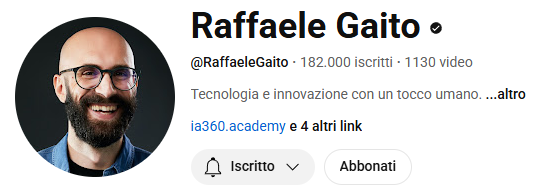 Raffaele Gaito
@RaffaeleGaito · 182.000 iscritti · 1130 video
Tecnologia e innovazione con un tocco umano. ...altro
ia360.academy e 4 altri link
Iscritto Abbonati